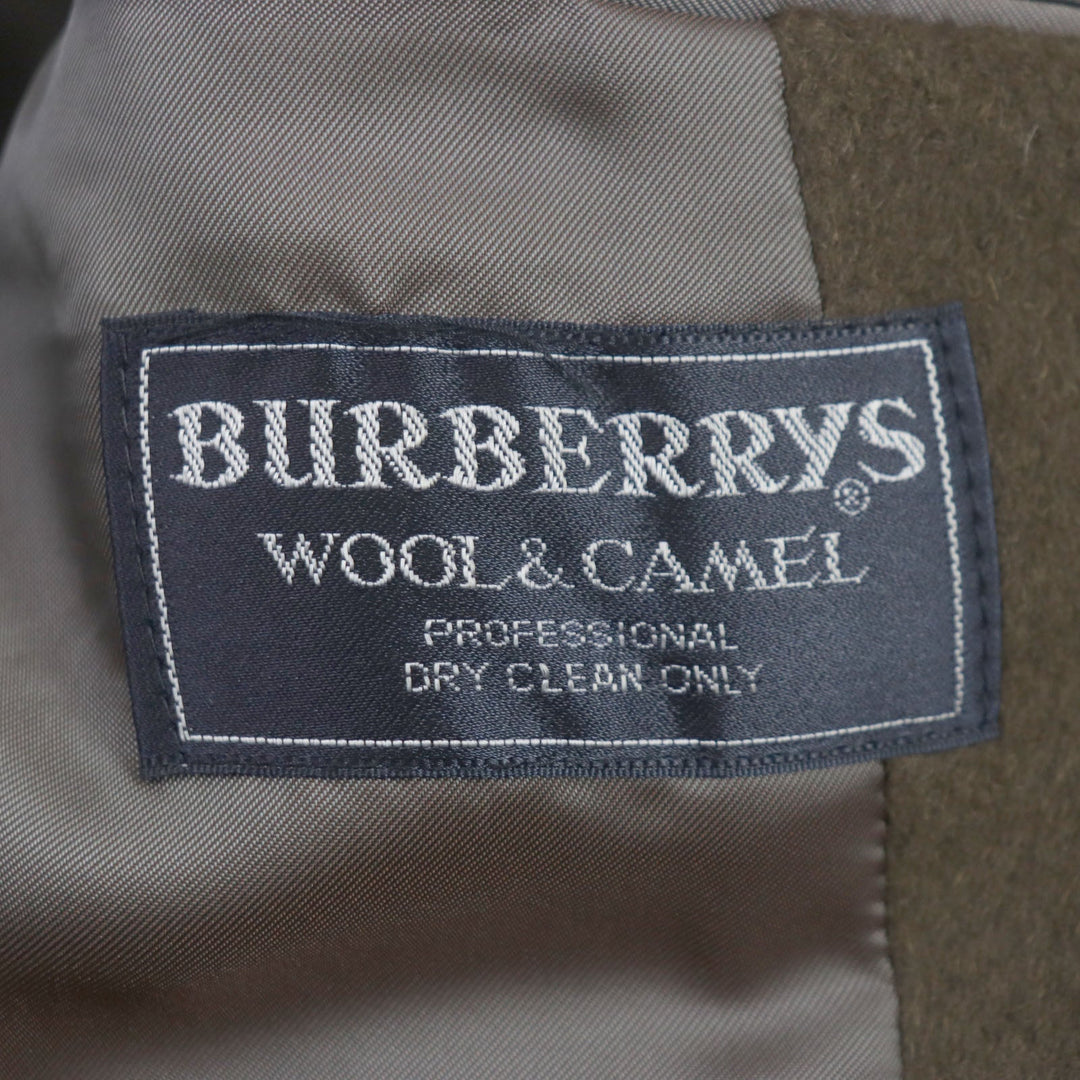 BURBERRYS®
WOOL & CAMEL
PROFESSIONAL
DRY CLEAN ONLY